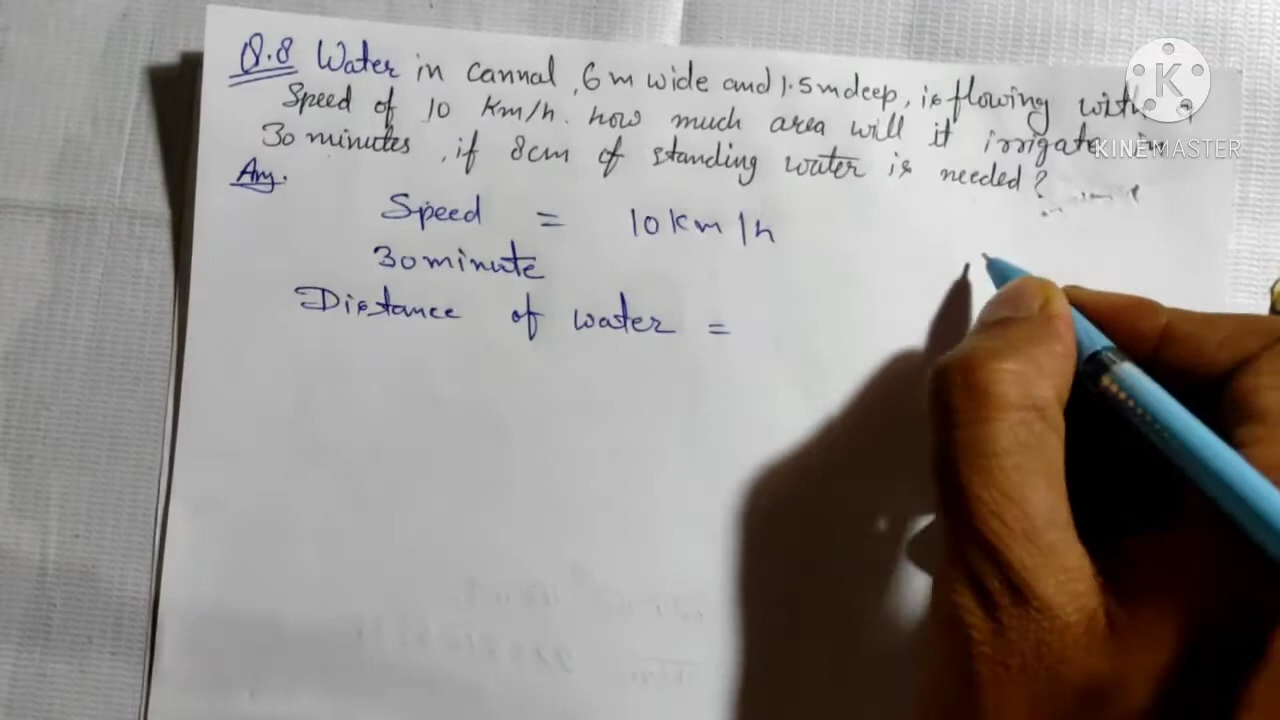 Q.8 Water in cannal, 6 m wide and 1.5 m deep, is flowing with a
Speed of 10 Km/h. how much area will it irrigate in
30 minutes, if 8cm of standing water is needed?
Ans.
Speed = 10 km/h
30 minute
Distance of water =
K
KINEMASTER